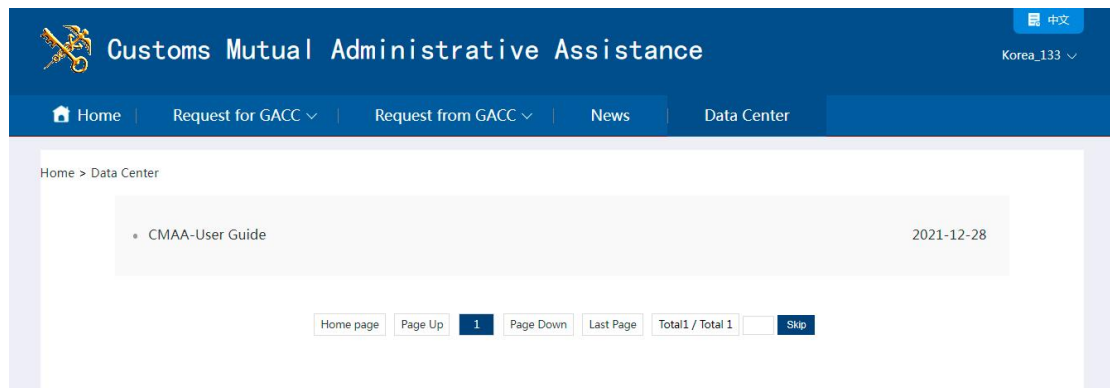 中文
Customs Mutual Administrative Assistance
Korea_133
Home Request for GACC Request from GACC News Data Center
Home > Data Center
CMAA-User Guide 2021-12-28
Home page Page Up 1 Page Down Last Page Total1 / Total 1 Skip